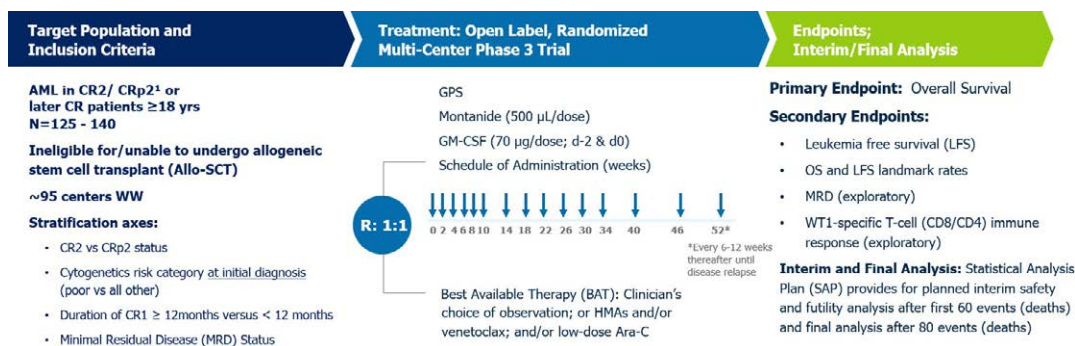 Target Population and
Inclusion Criteria
AML in CR2/ CRp2¹ or
later CR patients ≥18 yrs
N=125 - 140
Ineligible for/unable to undergo allogeneic
stem cell transplant (Allo-SCT)
~95 centers WW
Stratification axes:
• CR2 vs CRp2 status
• Cytogenetics risk category at initial diagnosis
(poor vs all other)
• Duration of CR1 ≥ 12months versus < 12 months
• Minimal Residual Disease (MRD) Status
Treatment: Open Label, Randomized
Multi-Center Phase 3 Trial
GPS
Montanide (500 µL/dose)
GM-CSF (70 µg/dose; d-2 & d0)
Schedule of Administration (weeks)
R: 1:1
0 2 4 6 8 10 14 18 22 26 30 34 40 46 52*
*Every 6-12 weeks
thereafter until
disease relapse
Best Available Therapy (BAT): Clinician's
choice of observation; or HMAs and/or
venetoclax; and/or low-dose Ara-C
Endpoints;
Interim/Final Analysis
Primary Endpoint: Overall Survival
Secondary Endpoints:
• Leukemia free survival (LFS)
• OS and LFS landmark rates
• MRD (exploratory)
• WT1-specific T-cell (CD8/CD4) immune
response (exploratory)
Interim and Final Analysis: Statistical Analysis
Plan (SAP) provides for planned interim safety
and futility analysis after first 60 events (deaths)
and final analysis after 80 events (deaths)